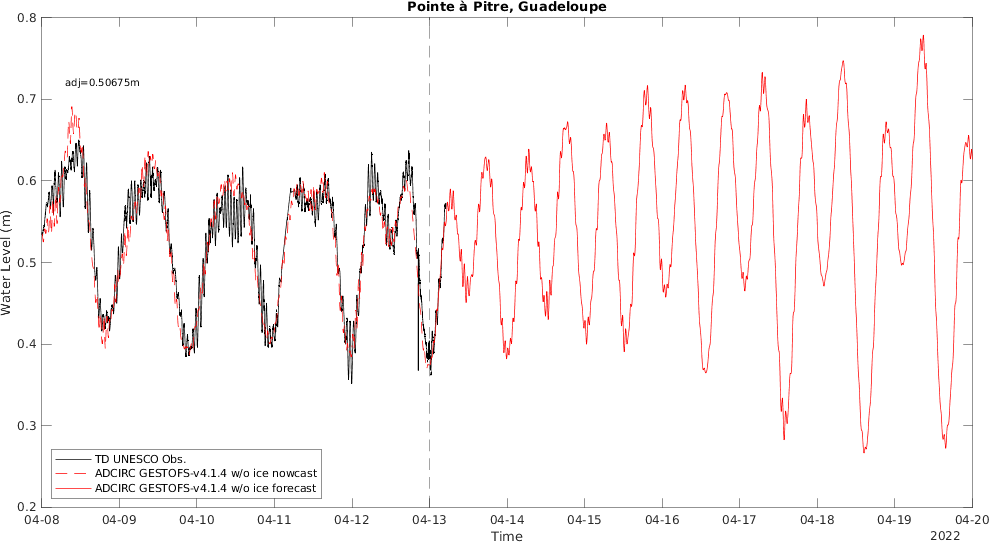 Pointe à Pitre, Guadeloupe
adj=0.50675m
Water Level (m)
0.8
0.7
0.6
0.5
0.4
0.3
0.2
TD UNESCO Obs.
ADCIRC GESTOFS-v4.1.4 w/o ice nowcast
ADCIRC GESTOFS-v4.1.4 w/o ice forecast
04-08 04-09 04-10 04-11 04-12 04-13 04-14 04-15 04-16 04-17 04-18 04-19 04-20
Time
2022